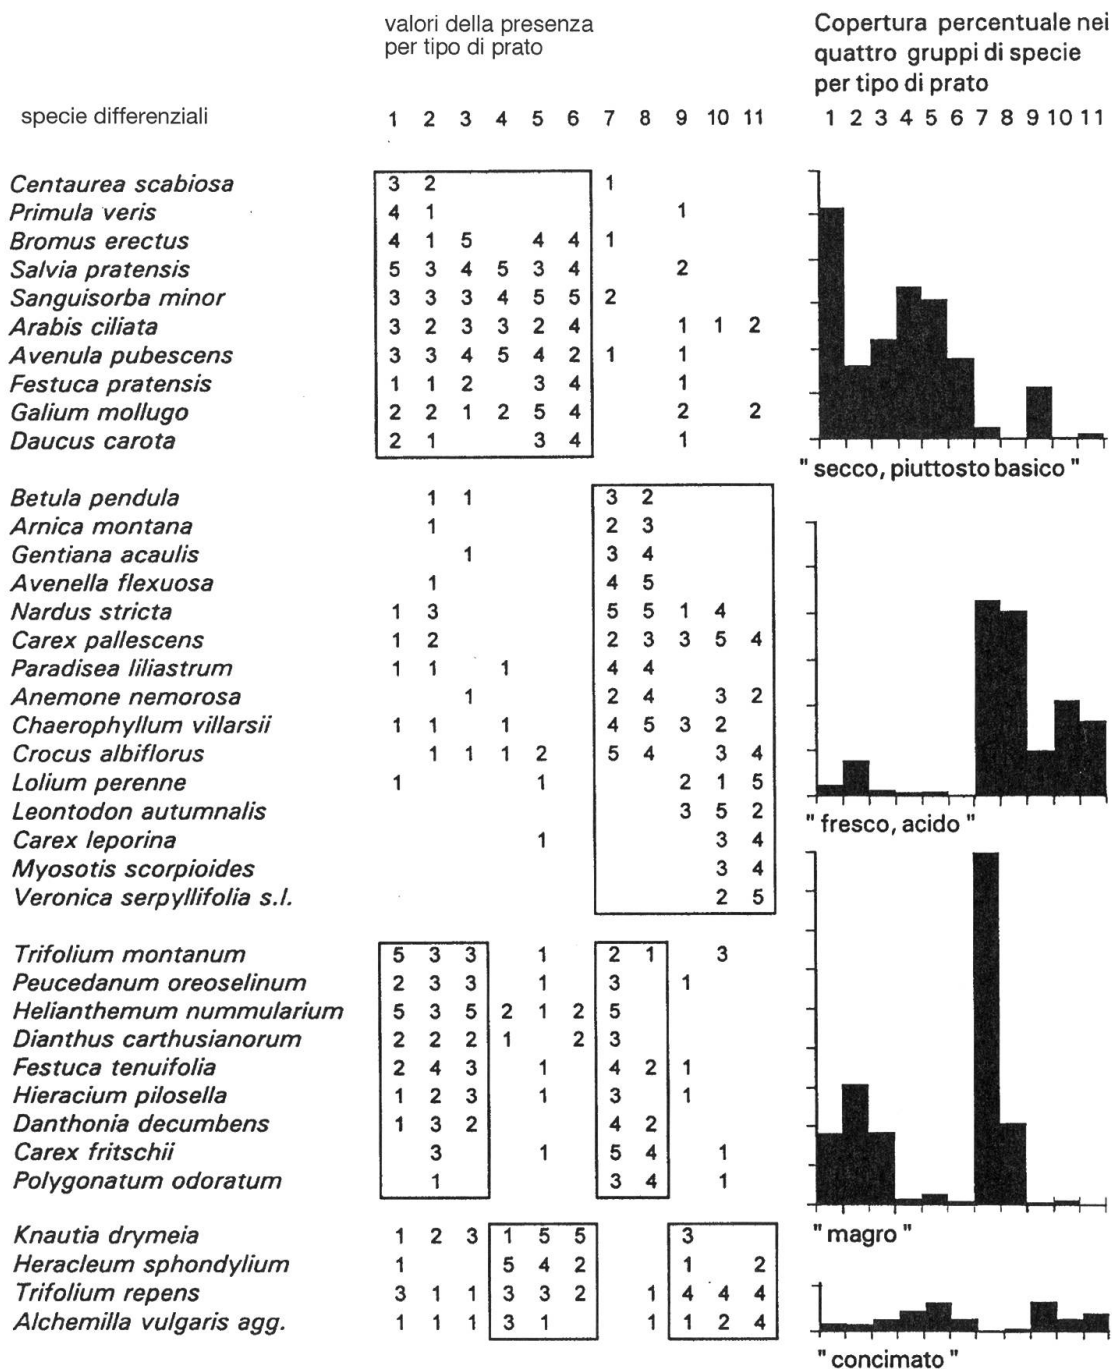 valori della presenza
per tipo di prato
Copertura percentuale nei
quattro gruppi di specie
per tipo di prato
specie differenziali 1 2 3 4 5 6 7 8 9 10 11 1 2 3 4 5 6 7 8 9 10 11
Centaurea scabiosa 3 2 1
Primula veris 4 1 1
Bromus erectus 4 1 5 4 4 1
Salvia pratensis 5 3 4 5 3 4 2
Sanguisorba minor 3 3 3 4 5 5 2
Arabis ciliata 3 2 3 3 2 4 1 1 2
Avenula pubescens 3 3 4 5 4 2 1 1
Festuca pratensis 1 1 2 3 4 1
Galium mollugo 2 2 1 2 5 4 2 2
Daucus carota 2 1 3 4 1
" secco, piuttosto basico "
Betula pendula 1 1 3 2
Arnica montana 1 2 3
Gentiana acaulis 1 3 4
Avenella flexuosa 1 4 5
Nardus stricta 1 3 5 5 1 4
Carex pallescens 1 2 2 3 3 5 4
Paradisea liliastrum 1 1 1 4 4
Anemone nemorosa 1 2 4 3 2
Chaerophyllum villarsii 1 1 1 4 5 3 2
Crocus albiflorus 1 1 1 2 5 4 3 4
Lolium perenne 1 1 2 1 5
Leontodon autumnalis 3 5 2
Carex leporina 1 3 4
Myosotis scorpioides 3 4
Veronica serpyllifolia s.l. 2 5
" fresco, acido "
Trifolium montanum 5 3 3 1 2 1 3
Peucedanum oreoselinum 2 3 3 1 3 1
Helianthemum nummularium 5 3 5 2 1 2 5
Dianthus carthusianorum 2 2 2 1 2 3
Festuca tenuifolia 2 4 3 1 4 2 1
Hieracium pilosella 1 2 3 1 3 1
Danthonia decumbens 1 3 2 4 2
Carex fritschii 3 1 5 4 1
Polygonatum odoratum 1 3 4 1
" magro "
Knautia drymeia 1 2 3 1 5 5 3
Heracleum sphondylium 1 5 4 2 1 2
Trifolium repens 3 1 1 3 3 2 1 4 4 4
Alchemilla vulgaris agg. 1 1 1 3 1 1 1 2 4
" concimato "